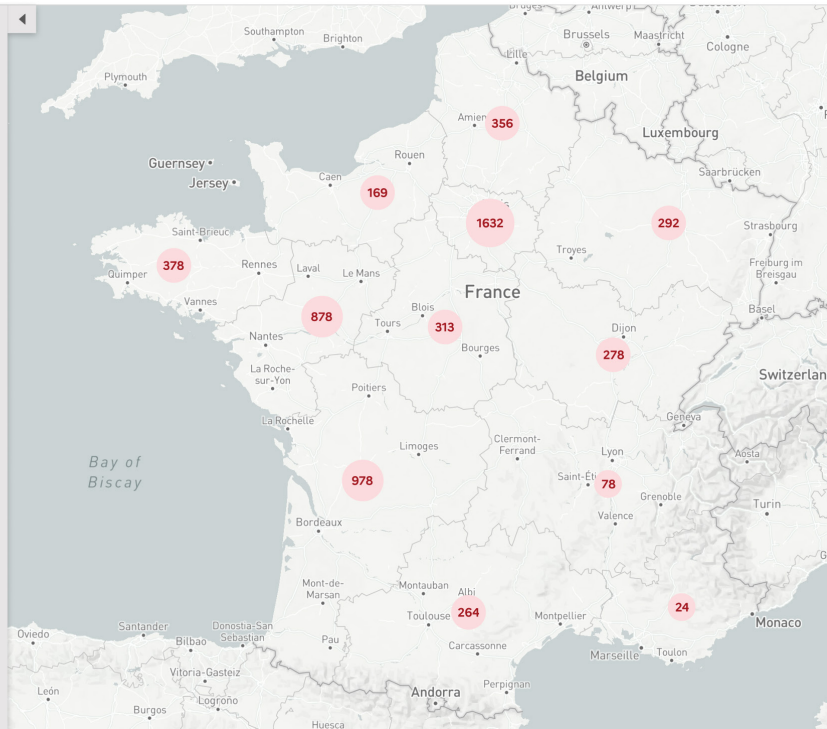 Southampton
Brighton
Plymouth
Brussels
Maastricht
Cologne
Lille
Belgium
356
Luxembourg
Guernsey
Jersey
Rouen
Caen
169
Saarbrücken
1632
292
Strasbourg
Saint-Brieuc
378
Quimper
Rennes
Laval
Le Mans
Troyes
Freiburg im
Breisgau
Vannes
France
Blois
878
Tours
313
Basel
Nantes
Bourges
Dijon
278
La Roche-
sur-Yon
Poitiers
La Rochelle
Geneva
Limoges
Clermont-
Ferrand
Lyon
Aosta
Bay of
Biscay
978
78
Grenoble
Turin
Valence
Bordeaux
Mont-de-
Marsan
Montauban
Albi
264
Toulouse
24
Montpellier
Monaco
Oviedo
Santander
Donostia-San
Sebastian
Bilbao
Pau
Carcassonne
Marseille
Toulon
Vitoria-Gasteiz
León
Logroño
Burgos
Andorra
Perpignan
Huesca